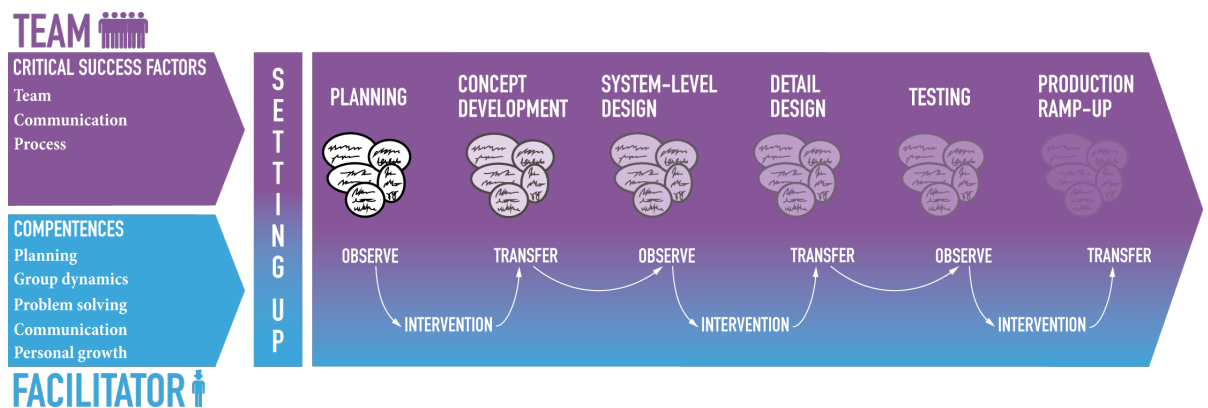 TEAM
CRITICAL SUCCESS FACTORS
Team
Communication
Process
COMPENTENCES
Planning
Group dynamics
Problem solving
Communication
Personal growth
FACILITATOR
SETTING UP
PLANNING
CONCEPT
DEVELOPMENT
SYSTEM-LEVEL
DESIGN
DETAIL
DESIGN
TESTING
PRODUCTION
RAMP-UP
OBSERVE
TRANSFER
OBSERVE
TRANSFER
OBSERVE
TRANSFER
INTERVENTION
INTERVENTION
INTERVENTION